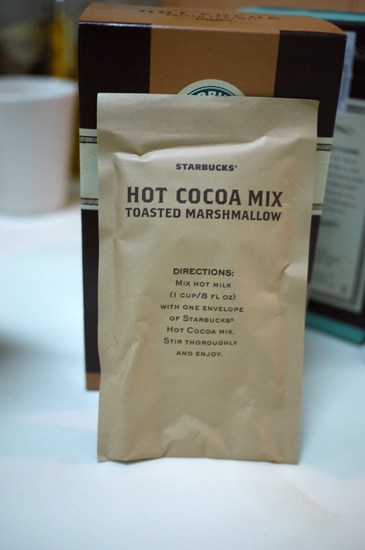 STARBUCKS®
HOT COCOA MIX
TOASTED MARSHMALLOW
DIRECTIONS:
MIX HOT MILK
(1 CUP/8 FL OZ)
WITH ONE ENVELOPE
OF STARBUCKS®
HOT COCOA MIX.
STIR THOROUGHLY
AND ENJOY.